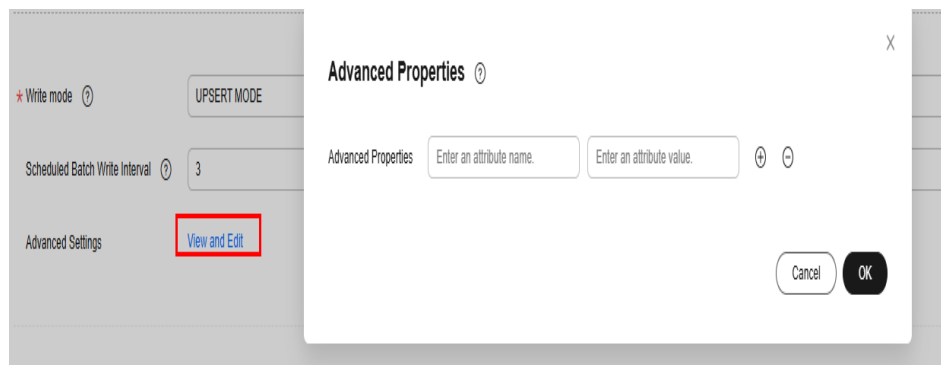 Advanced Properties ?
* Write mode ? UPSERT MODE
Advanced Properties Enter an attribute name. Enter an attribute value.
Scheduled Batch Write Interval ? 3
Advanced Settings View and Edit
Cancel OK